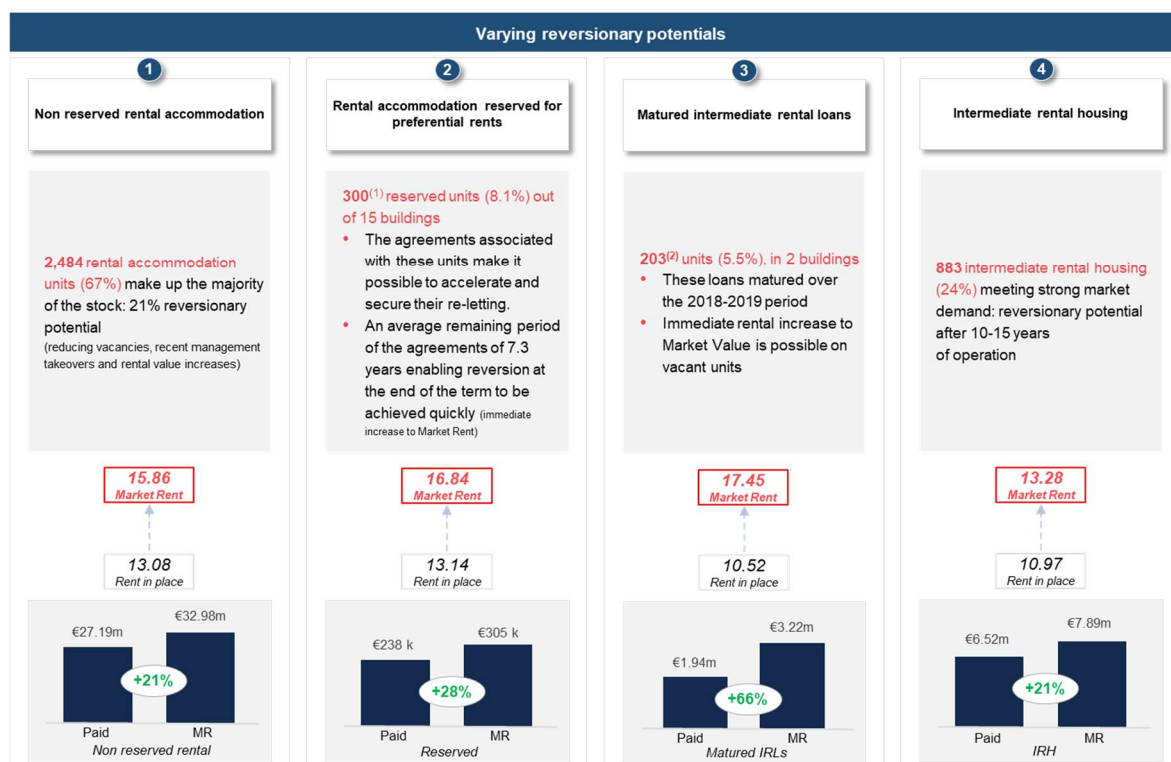 Varying reversionary potentials
1
Non reserved rental accommodation
2,484 rental accommodation
units (67%) make up the majority
of the stock: 21% reversionary
potential
(reducing vacancies, recent management
takeovers and rental value increases)
15.86
Market Rent
13.08
Rent in place
€27.19m
€32.98m
+21%
Paid
MR
Non reserved rental
2
Rental accommodation reserved for
preferential rents
300(1) reserved units (8.1%) out
of 15 buildings
• The agreements associated
with these units make it
possible to accelerate and
secure their re-letting.
• An average remaining period
of the agreements of 7.3
years enabling reversion at
the end of the term to be
achieved quickly (immediate
increase to Market Rent)
16.84
Market Rent
13.14
Rent in place
€238 k
€305 k
+28%
Paid
MR
Reserved
3
Matured intermediate rental loans
203(2) units (5.5%), in 2 buildings
• These loans matured over
the 2018-2019 period
• Immediate rental increase to
Market Value is possible on
vacant units
17.45
Market Rent
10.52
Rent in place
€1.94m
€3.22m
+66%
Paid
MR
Matured IRLs
4
Intermediate rental housing
883 intermediate rental housing
(24%) meeting strong market
demand: reversionary potential
after 10-15 years
of operation
13.28
Market Rent
10.97
Rent in place
€6.52m
€7.89m
+21%
Paid
MR
IRH